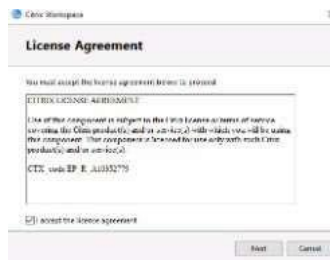 Citrix Workspace
License Agreement
You must accept the license agreement below to proceed
CITRIX LICENSE AGREEMENT
Use of this component is subject to the Citrix license or terms of service
covering the Citrix product(s) and/or service(s) with which you will be using
this component. This component is licensed for use only with such Citrix
product(s) and/or service(s).
CTX_code EP_R_A10352779
I accept the license agreement
Next
Cancel